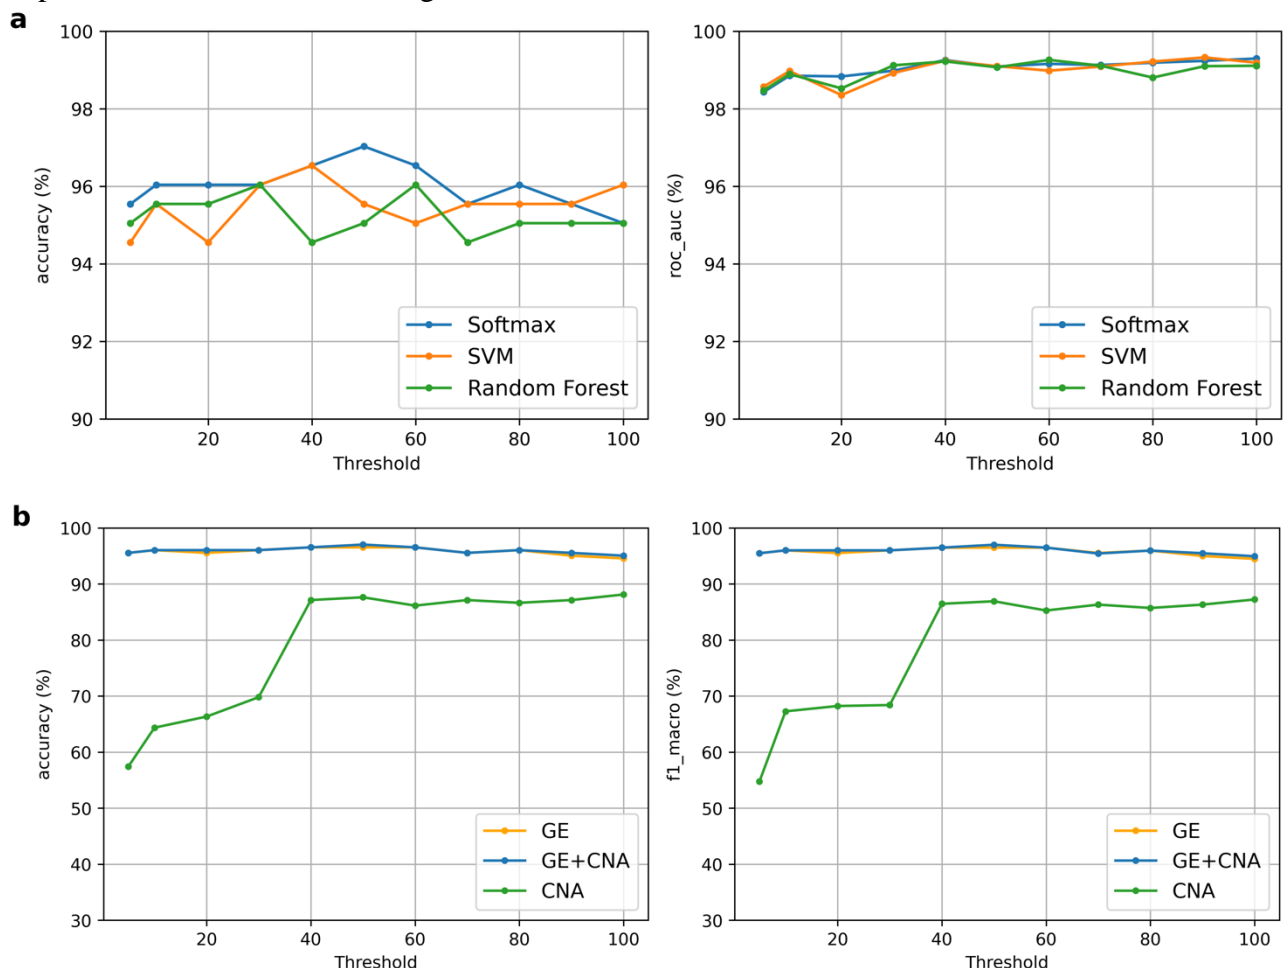 a
100
98
96
94
92
90
accuracy (%)
20 40 60 80 100
Threshold
Softmax
SVM
Random Forest
100
98
96
94
92
90
roc_auc (%)
20 40 60 80 100
Threshold
Softmax
SVM
Random Forest
b
100
90
80
70
60
50
40
30
accuracy (%)
20 40 60 80 100
Threshold
GE
GE+CNA
CNA
100
90
80
70
60
50
40
30
f1_macro (%)
20 40 60 80 100
Threshold
GE
GE+CNA
CNA